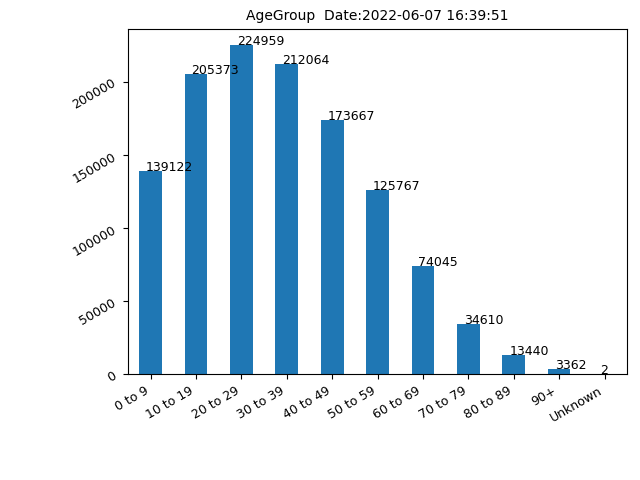 AgeGroup  Date:2022-06-07 16:39:51
224959
212064
205373
200000
173667
150000
139122
125767
100000
74045
50000
34610
13440
3362
2
0
0 to 9
10 to 19
20 to 29
30 to 39
40 to 49
50 to 59
60 to 69
70 to 79
80 to 89
90+
Unknown